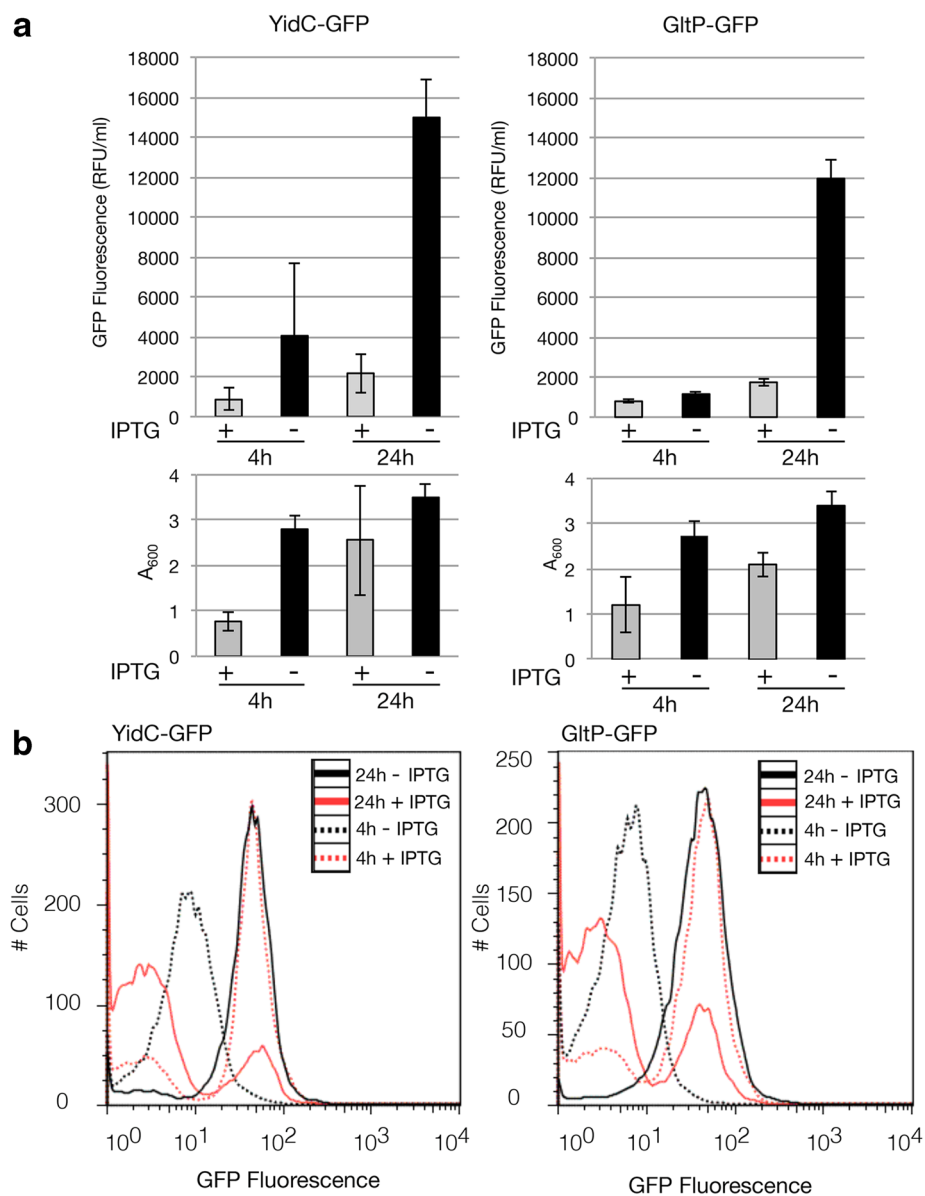 a
YidC-GFP
GltP-GFP
GFP Fluorescence (RFU/ml)
18000
16000
14000
12000
10000
8000
6000
4000
2000
0
IPTG + - + -
4h 24h
GFP Fluorescence (RFU/ml)
18000
16000
14000
12000
10000
8000
6000
4000
2000
0
IPTG + - + -
4h 24h
A600
4
3
2
1
0
IPTG + - + -
4h 24h
A600
4
3
2
1
0
IPTG + - + -
4h 24h
b
YidC-GFP
# Cells
300
200
100
0
24h - IPTG
24h + IPTG
4h - IPTG
4h + IPTG
10^0 10^1 10^2 10^3 10^4
GFP Fluorescence
GltP-GFP
# Cells
250
200
150
100
50
0
24h - IPTG
24h + IPTG
4h - IPTG
4h + IPTG
10^0 10^1 10^2 10^3 10^4
GFP Fluorescence